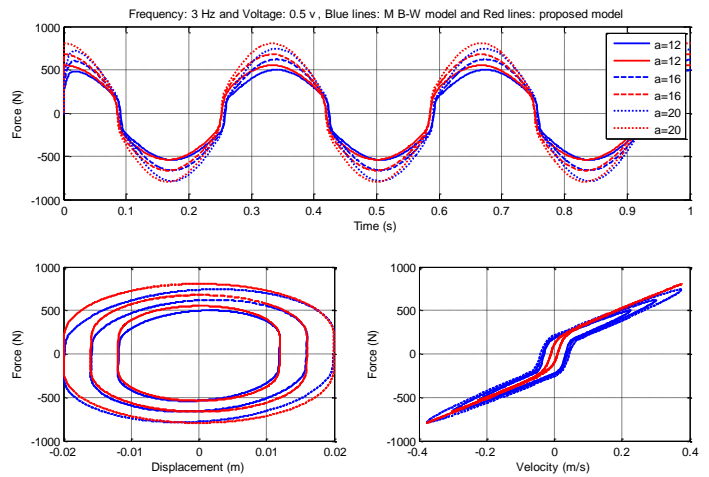 Frequency: 3 Hz and Voltage: 0.5 v , Blue lines: M B-W model and Red lines: proposed model
1000
500
0
-500
-1000
Force (N)
0
0.1
0.2
0.3
0.4
0.5
0.6
0.7
0.8
0.9
1
Time (s)
a=12
a=12
a=16
a=16
a=20
a=20
1000
500
0
-500
-1000
Force (N)
-0.02
-0.01
0
0.01
0.02
Displacement (m)
1000
500
0
-500
-1000
Force (N)
-0.4
-0.2
0
0.2
0.4
Velocity (m/s)